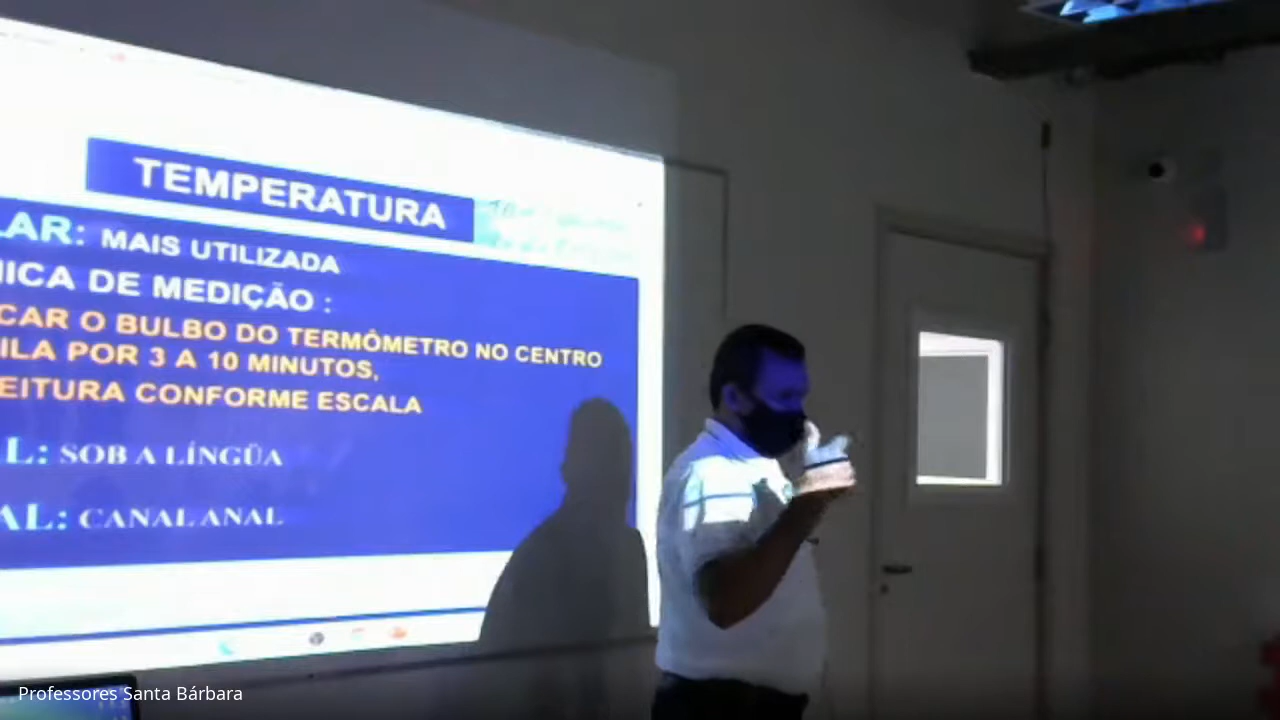 TEMPERATURA
LAR: MAIS UTILIZADA
NICA DE MEDIÇÃO :
CAR O BULBO DO TERMÔMETRO NO CENTRO
ILA POR 3 A 10 MINUTOS,
EITURA CONFORME ESCALA
L: SOB A LÍNGÜA
AL: CANAL ANAL
Professores Santa Bárbara